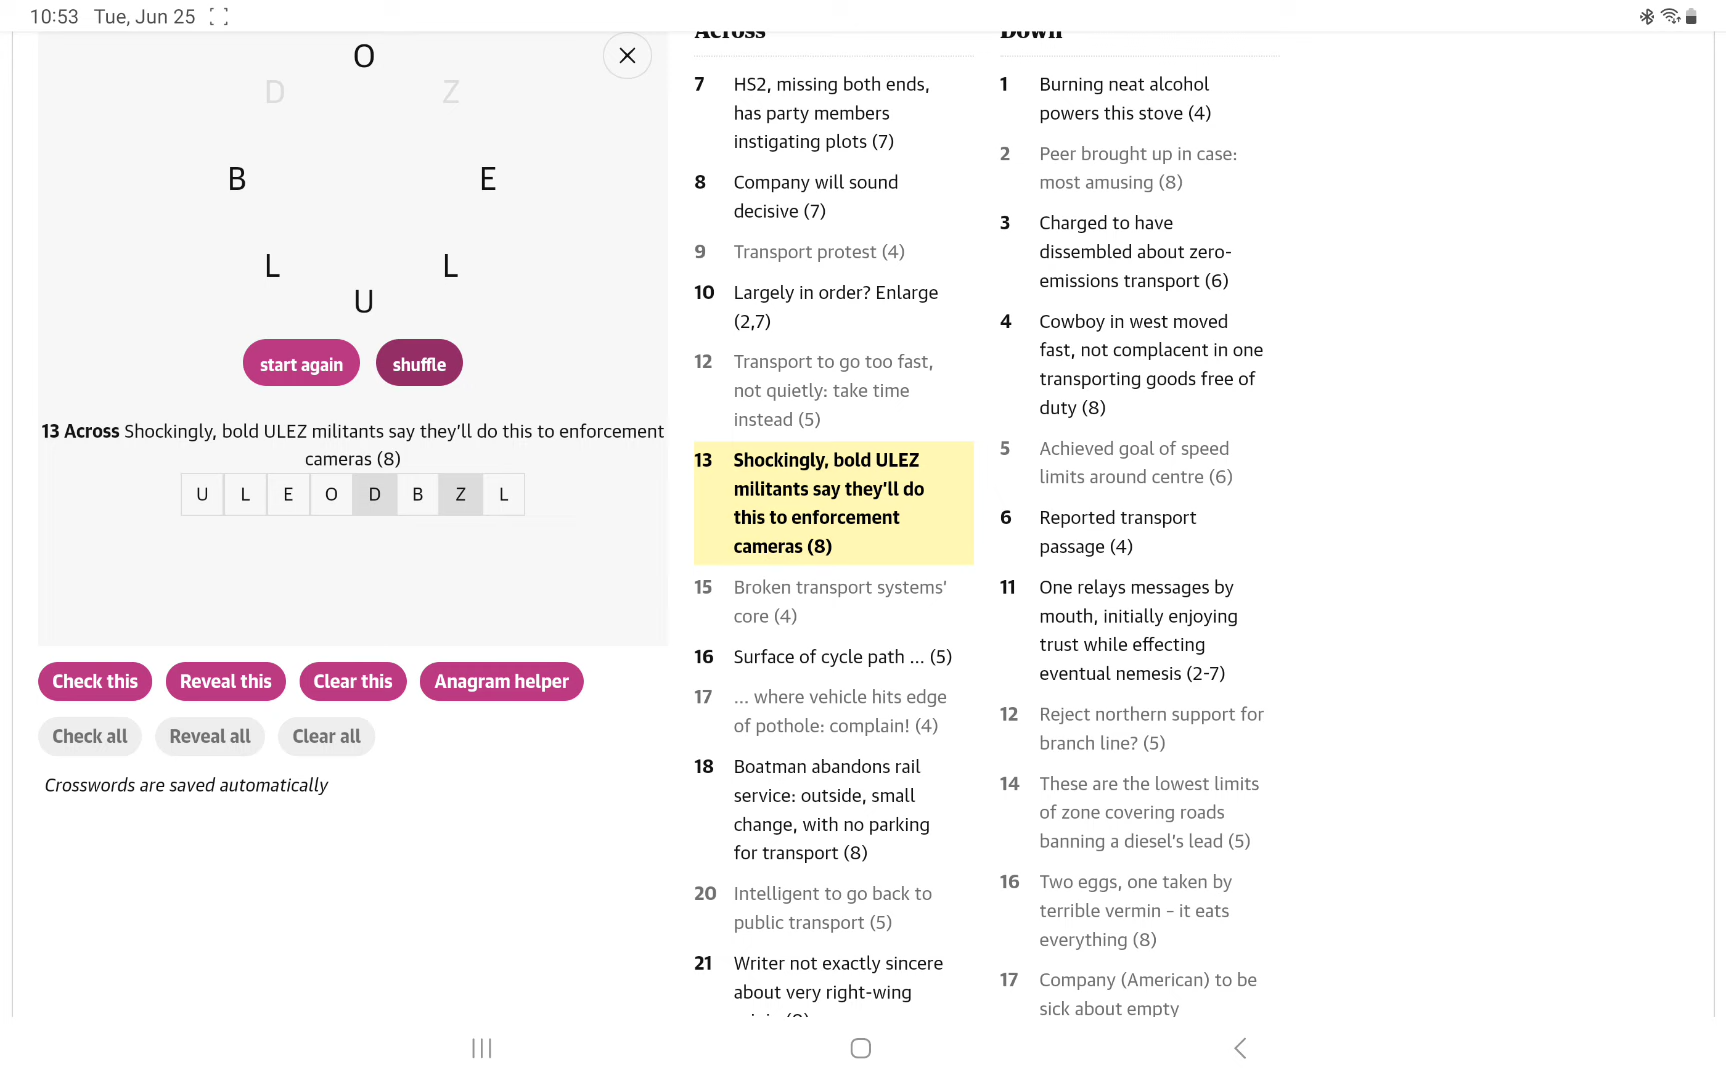 10:53 Tue, Jun 25
O
D Z
B E
L L
U
start again shuffle
13 Across Shockingly, bold ULEZ militants say they'll do this to enforcement
cameras (8)
U L E O D B Z L
Check this Reveal this Clear this Anagram helper
Check all Reveal all Clear all
Crosswords are saved automatically
Across
7 HS2, missing both ends,
has party members
instigating plots (7)
8 Company will sound
decisive (7)
9 Transport protest (4)
10 Largely in order? Enlarge
(2,7)
12 Transport to go too fast,
not quietly: take time
instead (5)
13 Shockingly, bold ULEZ
militants say they'll do
this to enforcement
cameras (8)
15 Broken transport systems'
core (4)
16 Surface of cycle path ... (5)
17 ... where vehicle hits edge
of pothole: complain! (4)
18 Boatman abandons rail
service: outside, small
change, with no parking
for transport (8)
20 Intelligent to go back to
public transport (5)
21 Writer not exactly sincere
about very right-wing
Down
1 Burning neat alcohol
powers this stove (4)
2 Peer brought up in case:
most amusing (8)
3 Charged to have
dissembled about zero-
emissions transport (6)
4 Cowboy in west moved
fast, not complacent in one
transporting goods free of
duty (8)
5 Achieved goal of speed
limits around centre (6)
6 Reported transport
passage (4)
11 One relays messages by
mouth, initially enjoying
trust while effecting
eventual nemesis (2-7)
12 Reject northern support for
branch line? (5)
14 These are the lowest limits
of zone covering roads
banning a diesel's lead (5)
16 Two eggs, one taken by
terrible vermin – it eats
everything (8)
17 Company (American) to be
sick about empty